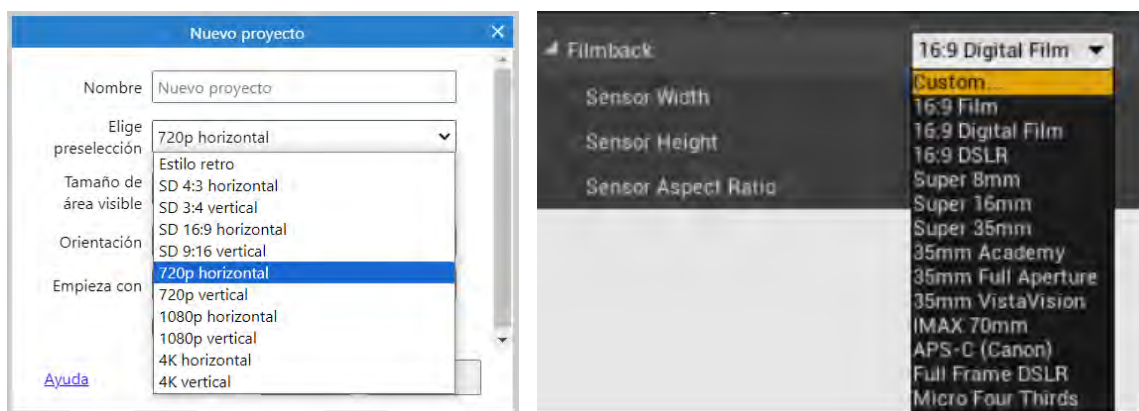 Nuevo proyecto
Nombre
Nuevo proyecto
Elige
preselección
720p horizontal
Estilo retro
SD 4:3 horizontal
SD 3:4 vertical
SD 16:9 horizontal
SD 9:16 vertical
720p horizontal
720p vertical
1080p horizontal
1080p vertical
4K horizontal
4K vertical
Tamaño de
área visible
Orientación
Empieza con
Ayuda
Filmback
16:9 Digital Film
Sensor Width
Sensor Height
Sensor Aspect Ratio
Custom...
16:9 Film
16:9 Digital Film
16:9 DSLR
Super 8mm
Super 16mm
Super 35mm
35mm Academy
35mm Full Aperture
35mm VistaVision
IMAX 70mm
APS-C (Canon)
Full Frame DSLR
Micro Four Thirds